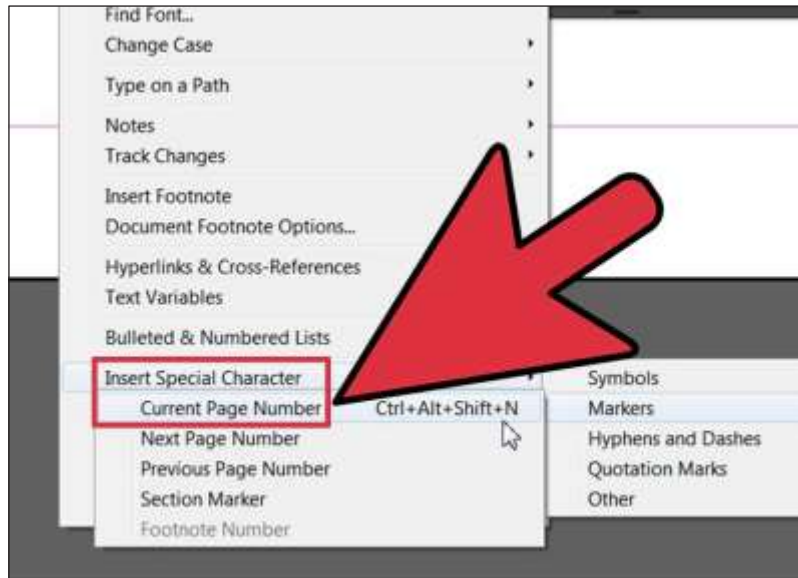 Find Font...
Change Case
Type on a Path
Notes
Track Changes
Insert Footnote
Document Footnote Options...
Hyperlinks & Cross-References
Text Variables
Bulleted & Numbered Lists
Insert Special Character
Symbols
Current Page Number Ctrl+Alt+Shift+N
Markers
Next Page Number
Hyphens and Dashes
Previous Page Number
Quotation Marks
Section Marker
Other
Footnote Number